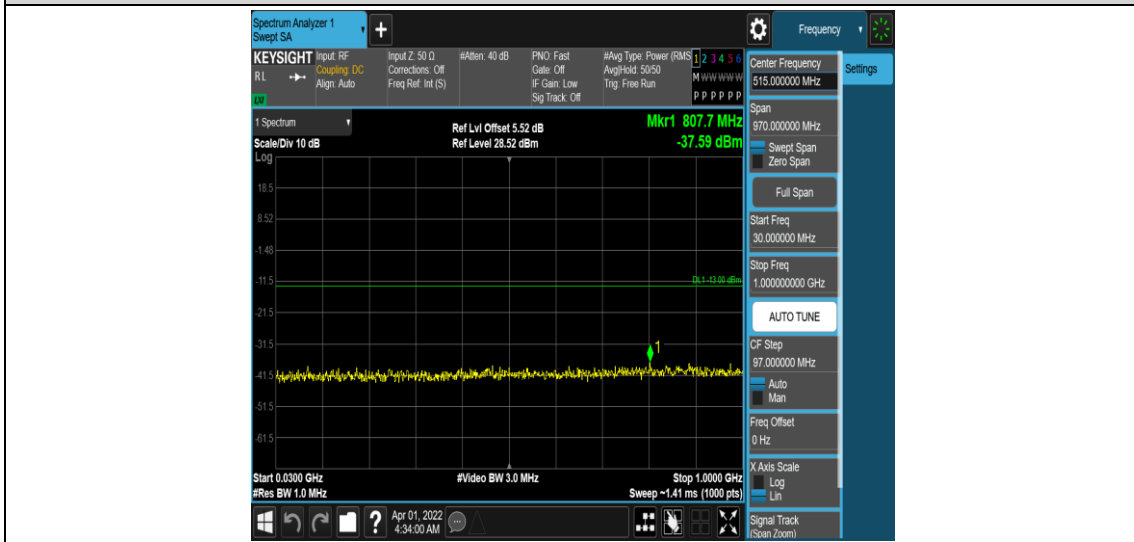 Spectrum Analyzer 1
Swept SA
+
Frequency
KEYSIGHT
RL
LXI
Input: RF
Coupling: DC
Align: Auto
Input Z: 50 Ω
Corrections: Off
Freq Ref: Int (S)
#Atten: 40 dB
PNO: Fast
Gate: Off
IF Gain: Low
Sig Track: Off
#Avg Type: Power (RMS
Avg|Hold: 50/50
Trig: Free Run
1 2 3 4 5 6
M W W W W W
P P P P P P
1 Spectrum
Scale/Div 10 dB
Log
Ref Lvl Offset 5.52 dB
Ref Level 28.52 dBm
Mkr1 807.7 MHz
-37.59 dBm
18.5
8.52
-1.48
-11.5
DL1 -13.00 dBm
-21.5
-31.5
1
-41.5
-51.5
-61.5
Start 0.0300 GHz
#Res BW 1.0 MHz
#Video BW 3.0 MHz
Stop 1.0000 GHz
Sweep ~1.41 ms (1000 pts)
?
Apr 01, 2022
4:34:00 AM
Center Frequency
515.000000 MHz
Settings
Span
970.000000 MHz
Swept Span
Zero Span
Full Span
Start Freq
30.000000 MHz
Stop Freq
1.000000000 GHz
AUTO TUNE
CF Step
97.000000 MHz
Auto
Man
Freq Offset
0 Hz
X Axis Scale
Log
Lin
Signal Track
(Span Zoom)